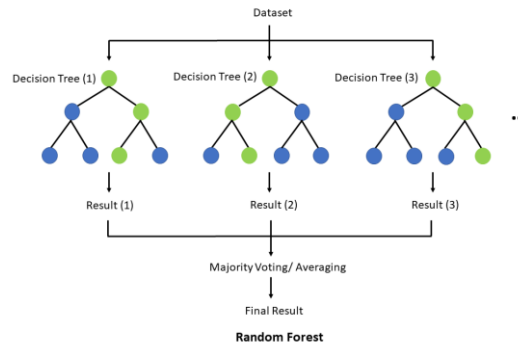 Dataset
Decision Tree (1)
Decision Tree (2)
Decision Tree (3)
Result (1)
Result (2)
Result (3)
Majority Voting/ Averaging
Final Result
Random Forest